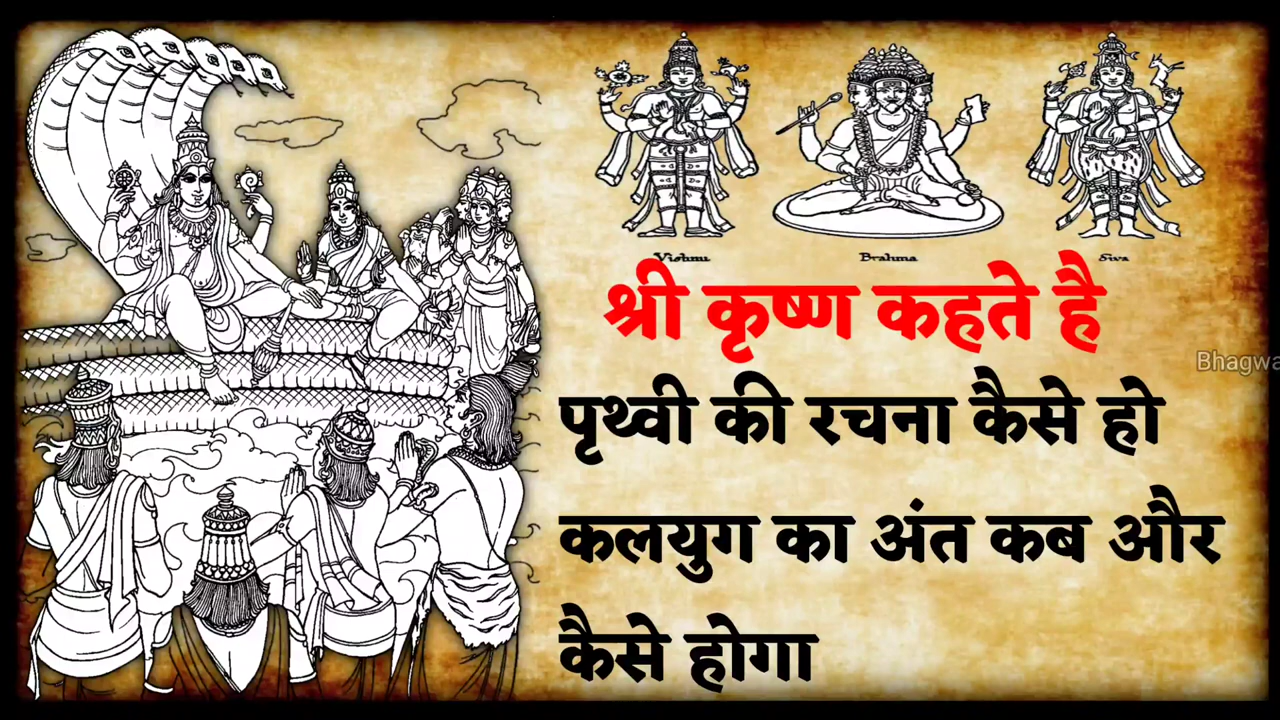 Vishnu Brahma Siva
श्री कृष्ण कहते है
Bhagwa
पृथ्वी की रचना कैसे हो
कलयुग का अंत कब और
कैसे होगा